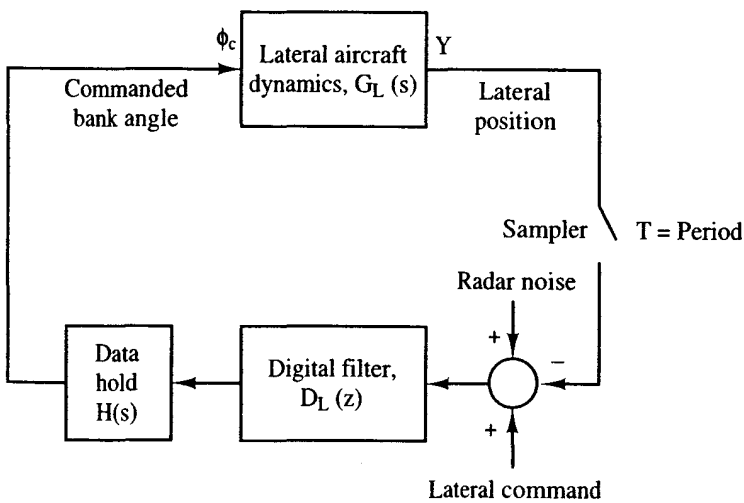 ϕc
Lateral aircraft
dynamics, GL (s)
Y
Commanded
bank angle
Lateral
position
Sampler
T = Period
Radar noise
+
−
Data
hold
H(s)
Digital filter,
DL (z)
+
Lateral command